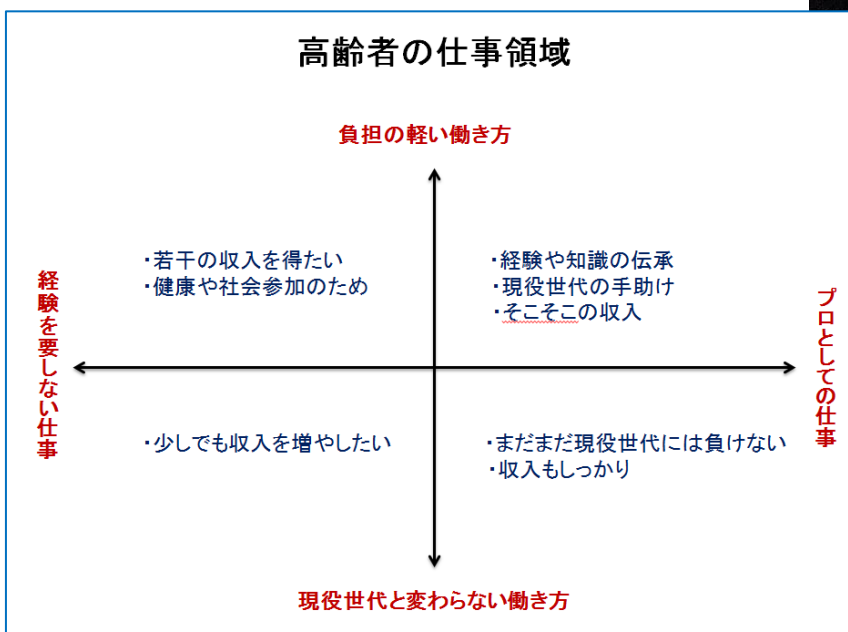 高齢者の仕事領域
負担の軽い働き方
・若干の収入を得たい
・健康や社会参加のため
・経験や知識の伝承
・現役世代の手助け
・そこそこの収入
経験を要しない仕事
プロとしての仕事
・少しでも収入を増やしたい
・まだまだ現役世代には負けない
・収入もしっかり
現役世代と変わらない働き方